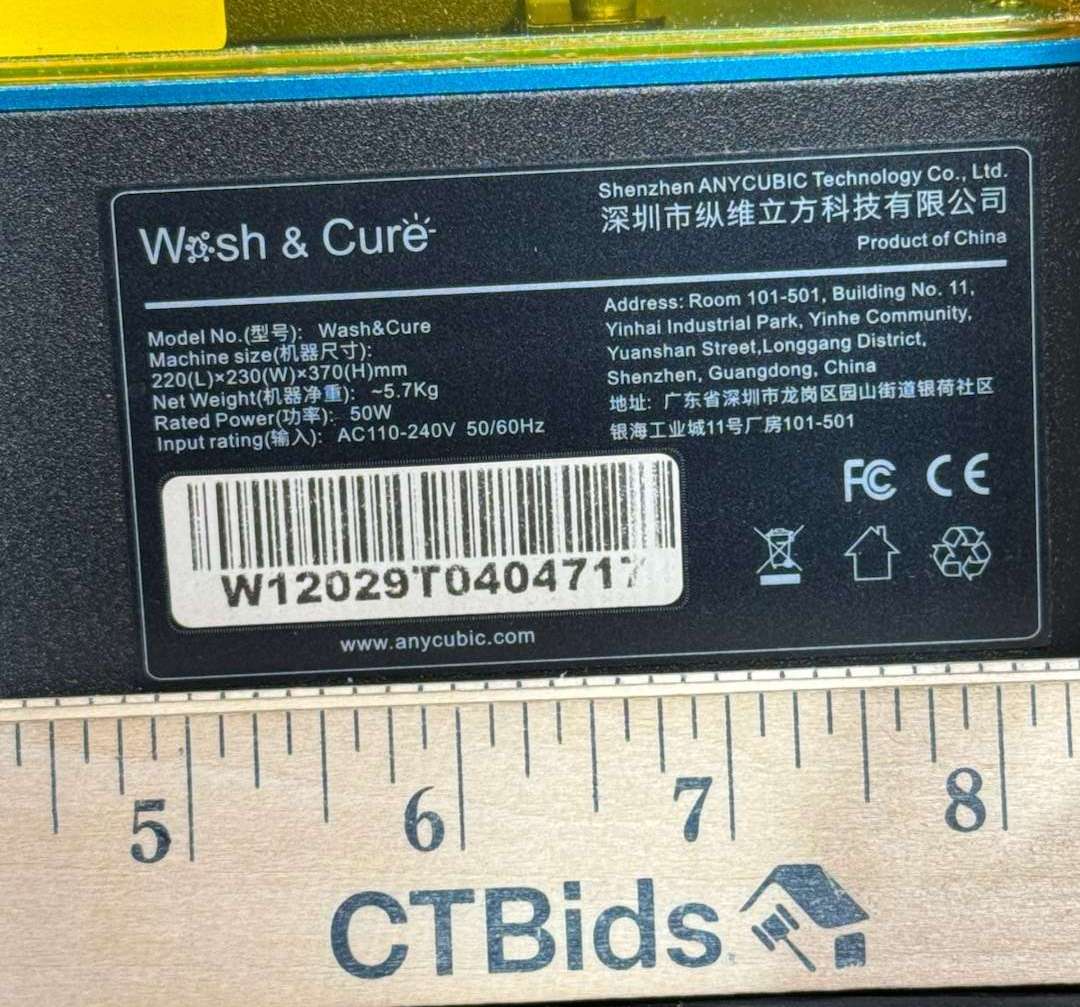 Wash & Cure
Shenzhen ANYCUBIC Technology Co., Ltd.
深圳市纵维立方科技有限公司
Product of China
Model No.(型号): Wash&Cure
Machine size(机器尺寸):
220(L)×230(W)×370(H)mm
Net Weight(机器净重): ~5.7Kg
Rated Power(功率): 50W
Input rating(输入): AC110-240V 50/60Hz
Address: Room 101-501, Building No. 11,
Yinhai Industrial Park, Yinhe Community,
Yuanshan Street,Longgang District,
Shenzhen, Guangdong, China
地址: 广东省深圳市龙岗区园山街道银荷社区
银海工业城11号厂房101-501
FC CE
W12029T0404717
www.anycubic.com
5 6 7 8
CTBids